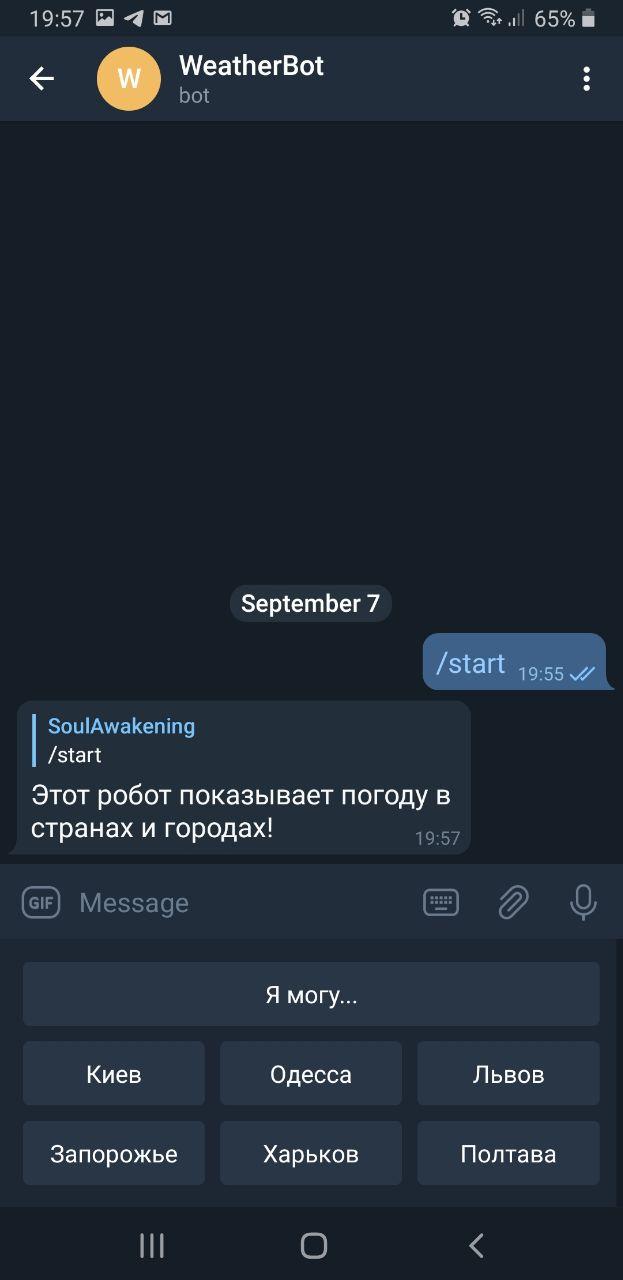 19:57 65%
W WeatherBot
bot
September 7
/start 19:55
SoulAwakening
/start
Этот робот показывает погоду в
странах и городах! 19:57
GIF Message
Я могу...
Киев Одесса Львов
Запорожье Харьков Полтава